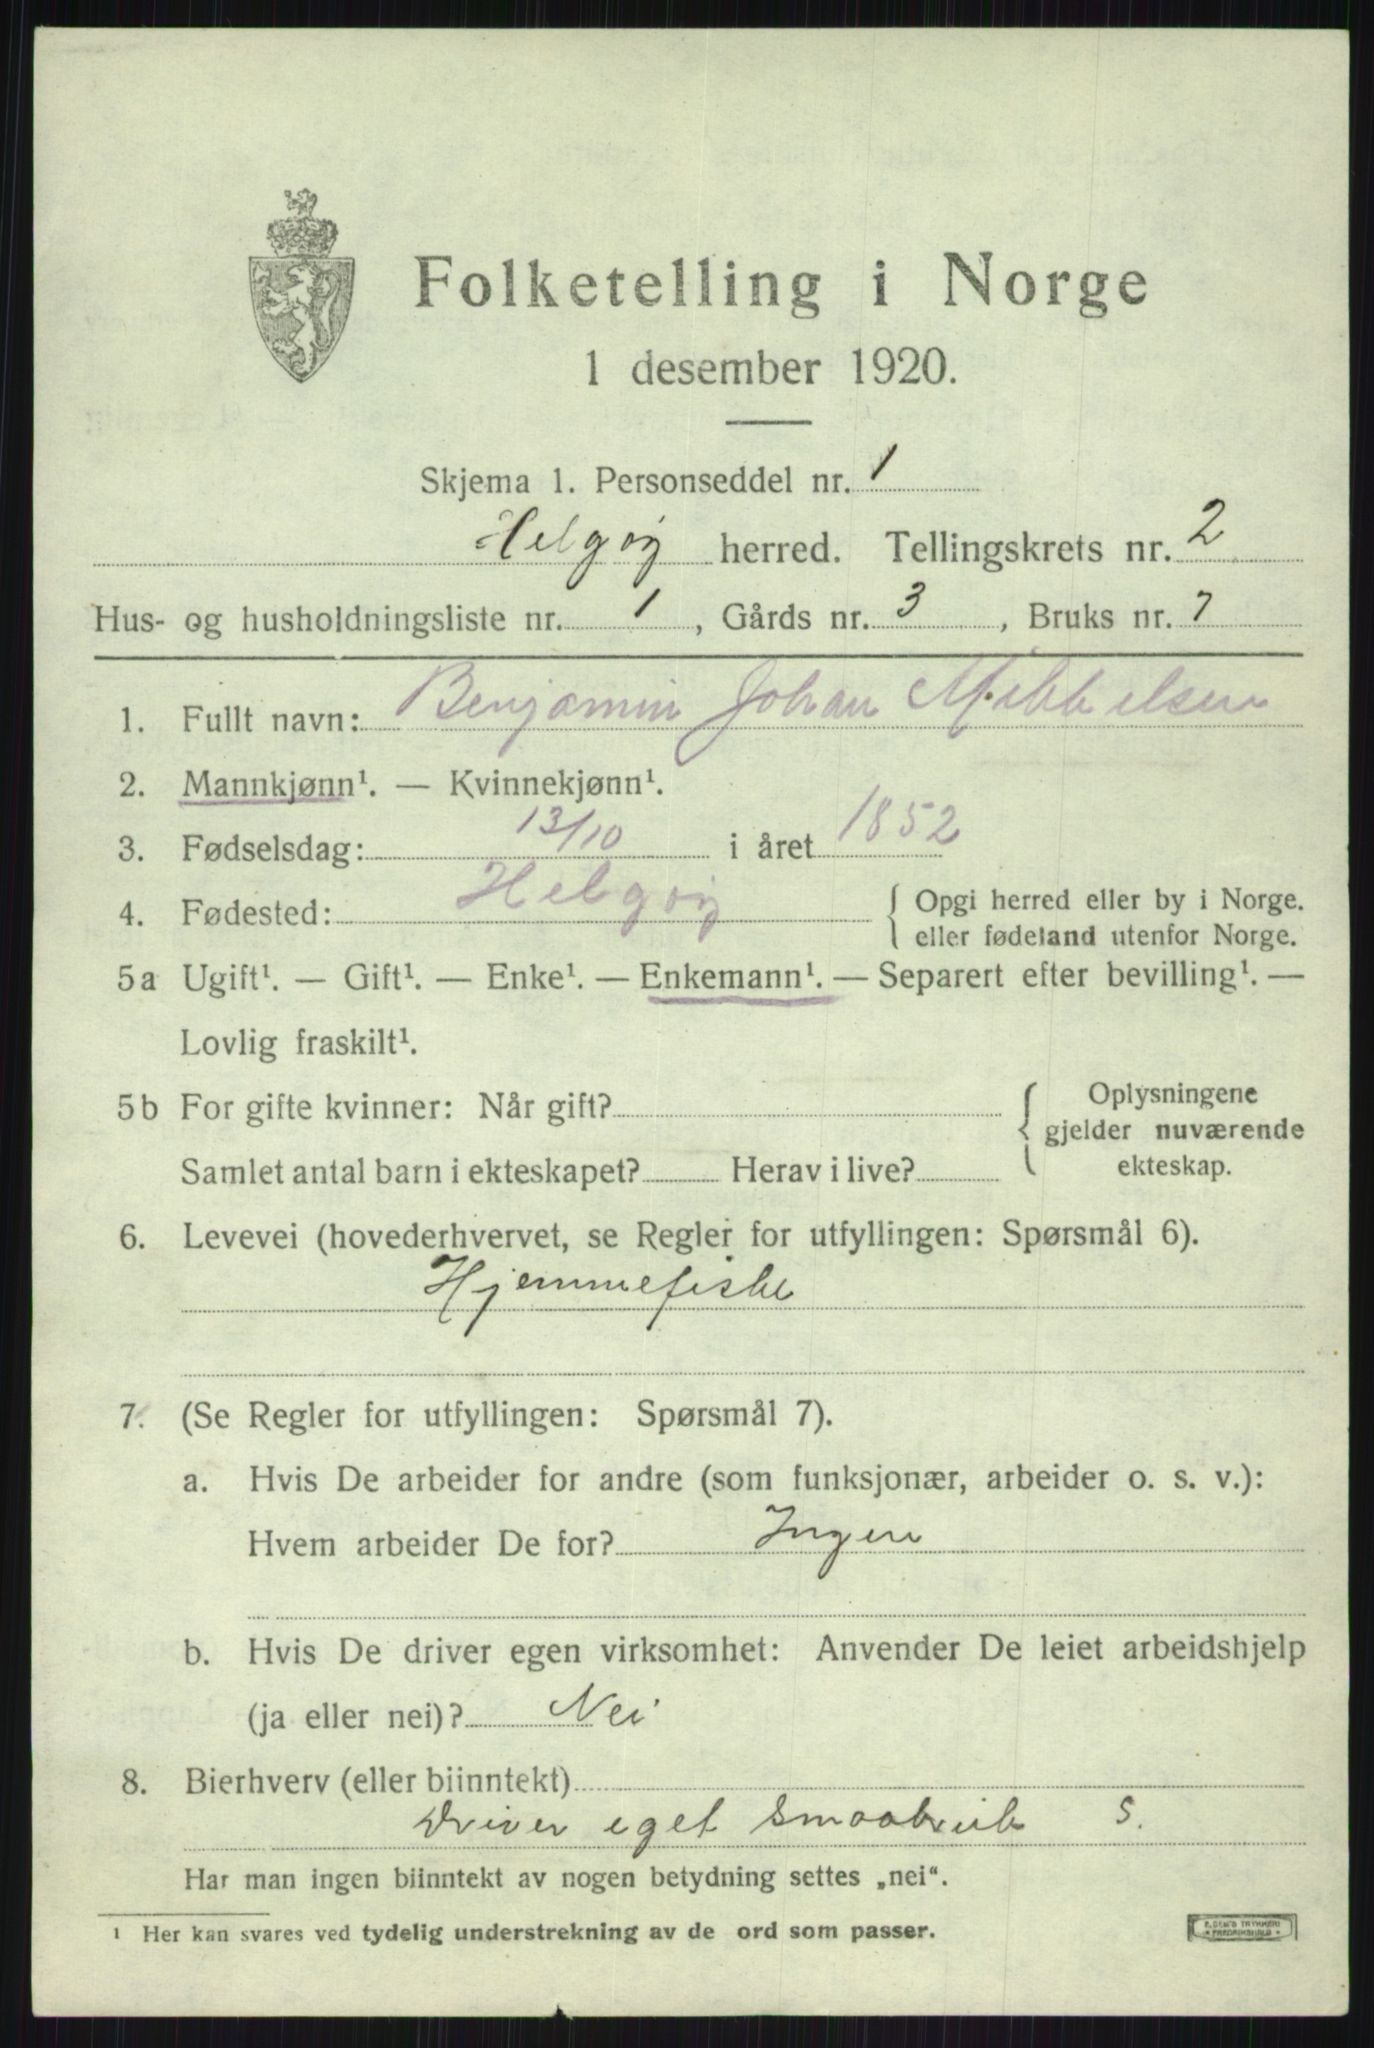 Folketelling i Norge
1 desember 1920.
Skjema 1. Personseddel nr. 1
Helgøy herred. Tellingskrets nr. 2
Hus- og husholdningsliste nr. 1, Gårds nr. 3, Bruks nr. 7
1. Fullt navn: Benjamin Johan Mikkelsen
2. Mannkjønn¹. — Kvinnekjønn¹.
3. Fødselsdag: 13/10 i året 1852
4. Fødested: Helgøy { Opgi herred eller by i Norge.
eller fødeland utenfor Norge.
5a Ugift¹. — Gift¹. — Enke¹. — Enkemann¹. — Separert efter bevilling¹. —
Lovlig fraskilt¹.
5b For gifte kvinner: Når gift? { Oplysningene
gjelder nuværende
ekteskap.
Samlet antal barn i ekteskapet? Herav i live?
6. Levevei (hovederhvervet, se Regler for utfyllingen: Spørsmål 6).
Hjemmefiske
7. (Se Regler for utfyllingen: Spørsmål 7).
a. Hvis De arbeider for andre (som funksjonær, arbeider o. s. v.):
Hvem arbeider De for? Ingen
b. Hvis De driver egen virksomhet: Anvender De leiet arbeidshjelp
(ja eller nei)? Nei
8. Bierhverv (eller biinntekt)
Driver eget smaabruk S.
Har man ingen biinntekt av nogen betydning settes „nei“.
¹ Her kan svares ved tydelig understrekning av de ord som passer.